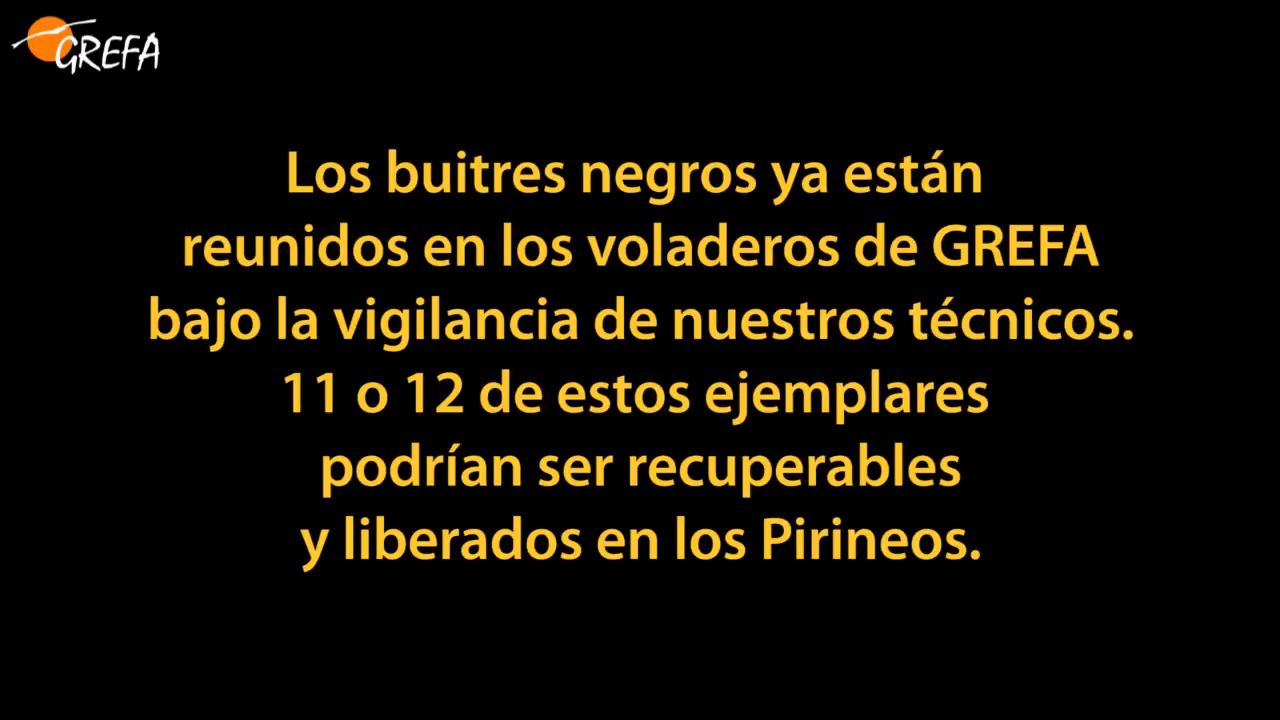 GREFA
Los buitres negros ya están
reunidos en los voladeros de GREFA
bajo la vigilancia de nuestros técnicos.
11 o 12 de estos ejemplares
podrían ser recuperables
y liberados en los Pirineos.